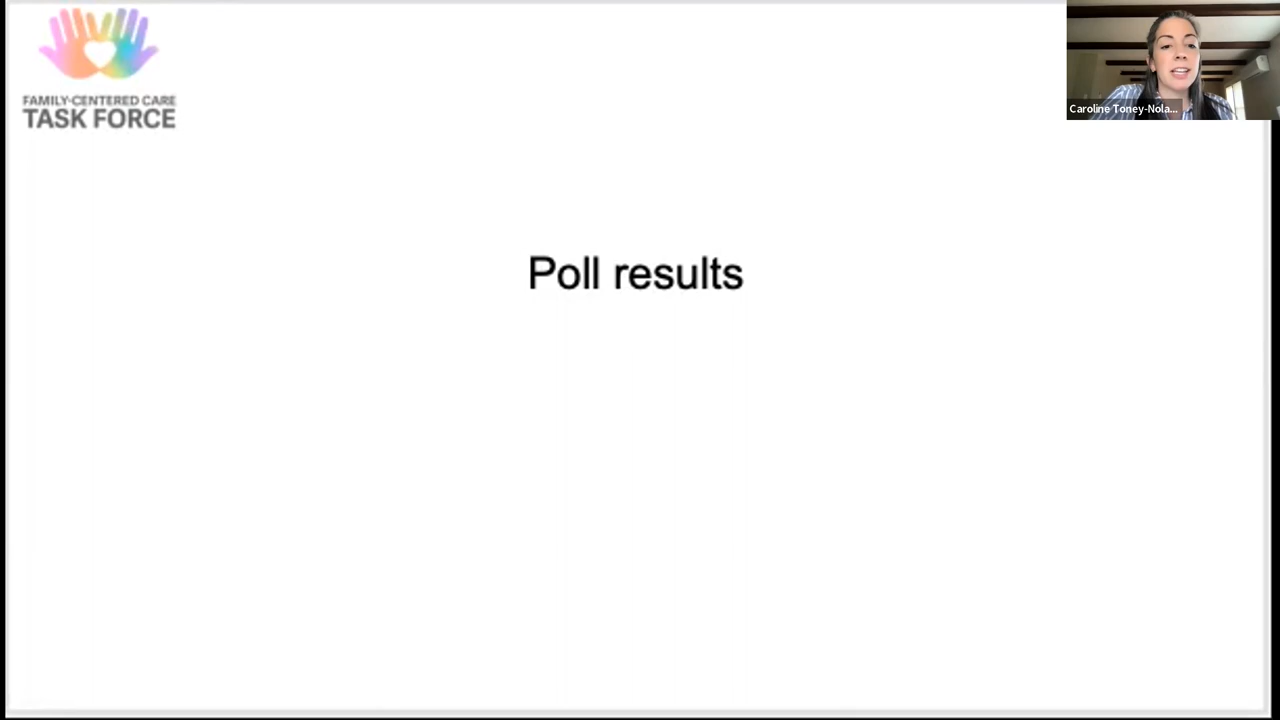 FAMILY-CENTERED CARE
TASK FORCE
Caroline Toney-Nola...
Poll results